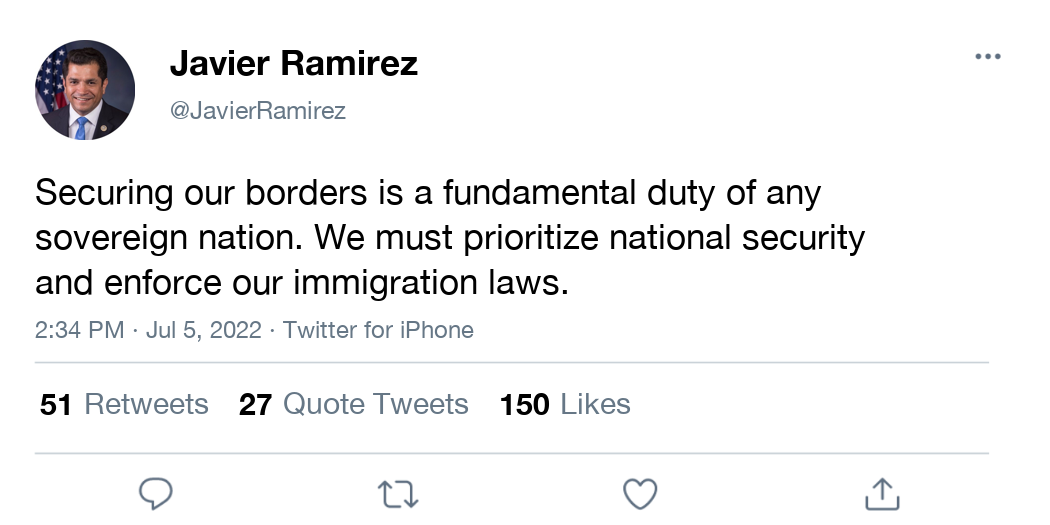 Javier Ramirez
@JavierRamirez
Securing our borders is a fundamental duty of any
sovereign nation. We must prioritize national security
and enforce our immigration laws.
2:34 PM · Jul 5, 2022 · Twitter for iPhone
51 Retweets 27 Quote Tweets 150 Likes